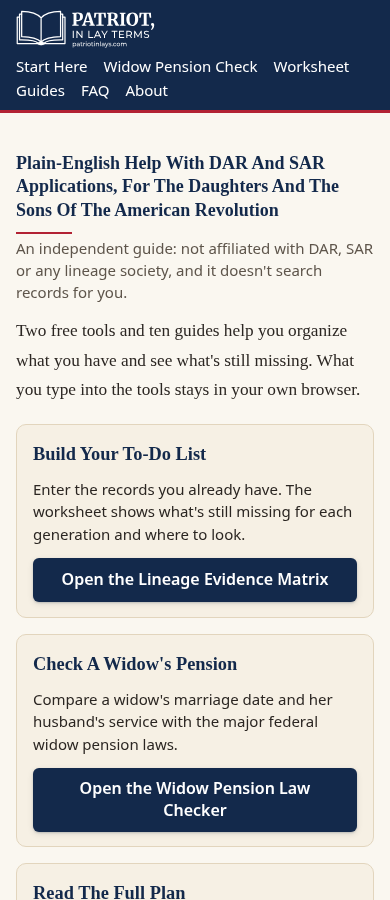 PATRIOT,
IN LAY TERMS
patriotinlays.com
Start Here Widow Pension Check Worksheet
Guides FAQ About
Plain-English Help With DAR And SAR
Applications, For The Daughters And The
Sons Of The American Revolution
An independent guide: not affiliated with DAR, SAR
or any lineage society, and it doesn't search
records for you.
Two free tools and ten guides help you organize
what you have and see what's still missing. What
you type into the tools stays in your own browser.
Build Your To-Do List
Enter the records you already have. The
worksheet shows what's still missing for each
generation and where to look.
Open the Lineage Evidence Matrix
Check A Widow's Pension
Compare a widow's marriage date and her
husband's service with the major federal
widow pension laws.
Open the Widow Pension Law
Checker
Read The Full Plan